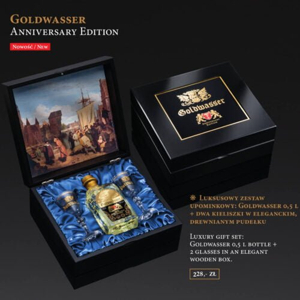 GOLDWASSER
ANNIVERSARY EDITION
NOWOŚĆ / NEW
Goldwasser
LUKSUSOWY ZESTAW
UPOMINKOWY: GOLDWASSER 0,5 L
+ DWA KIELISZKI W ELEGANCKIM,
DREWNIANYM PUDEŁKU
LUXURY GIFT SET:
GOLDWASSER 0,5 L BOTTLE +
2 GLASSES IN AN ELEGANT
WOODEN BOX.
228,- ZŁ